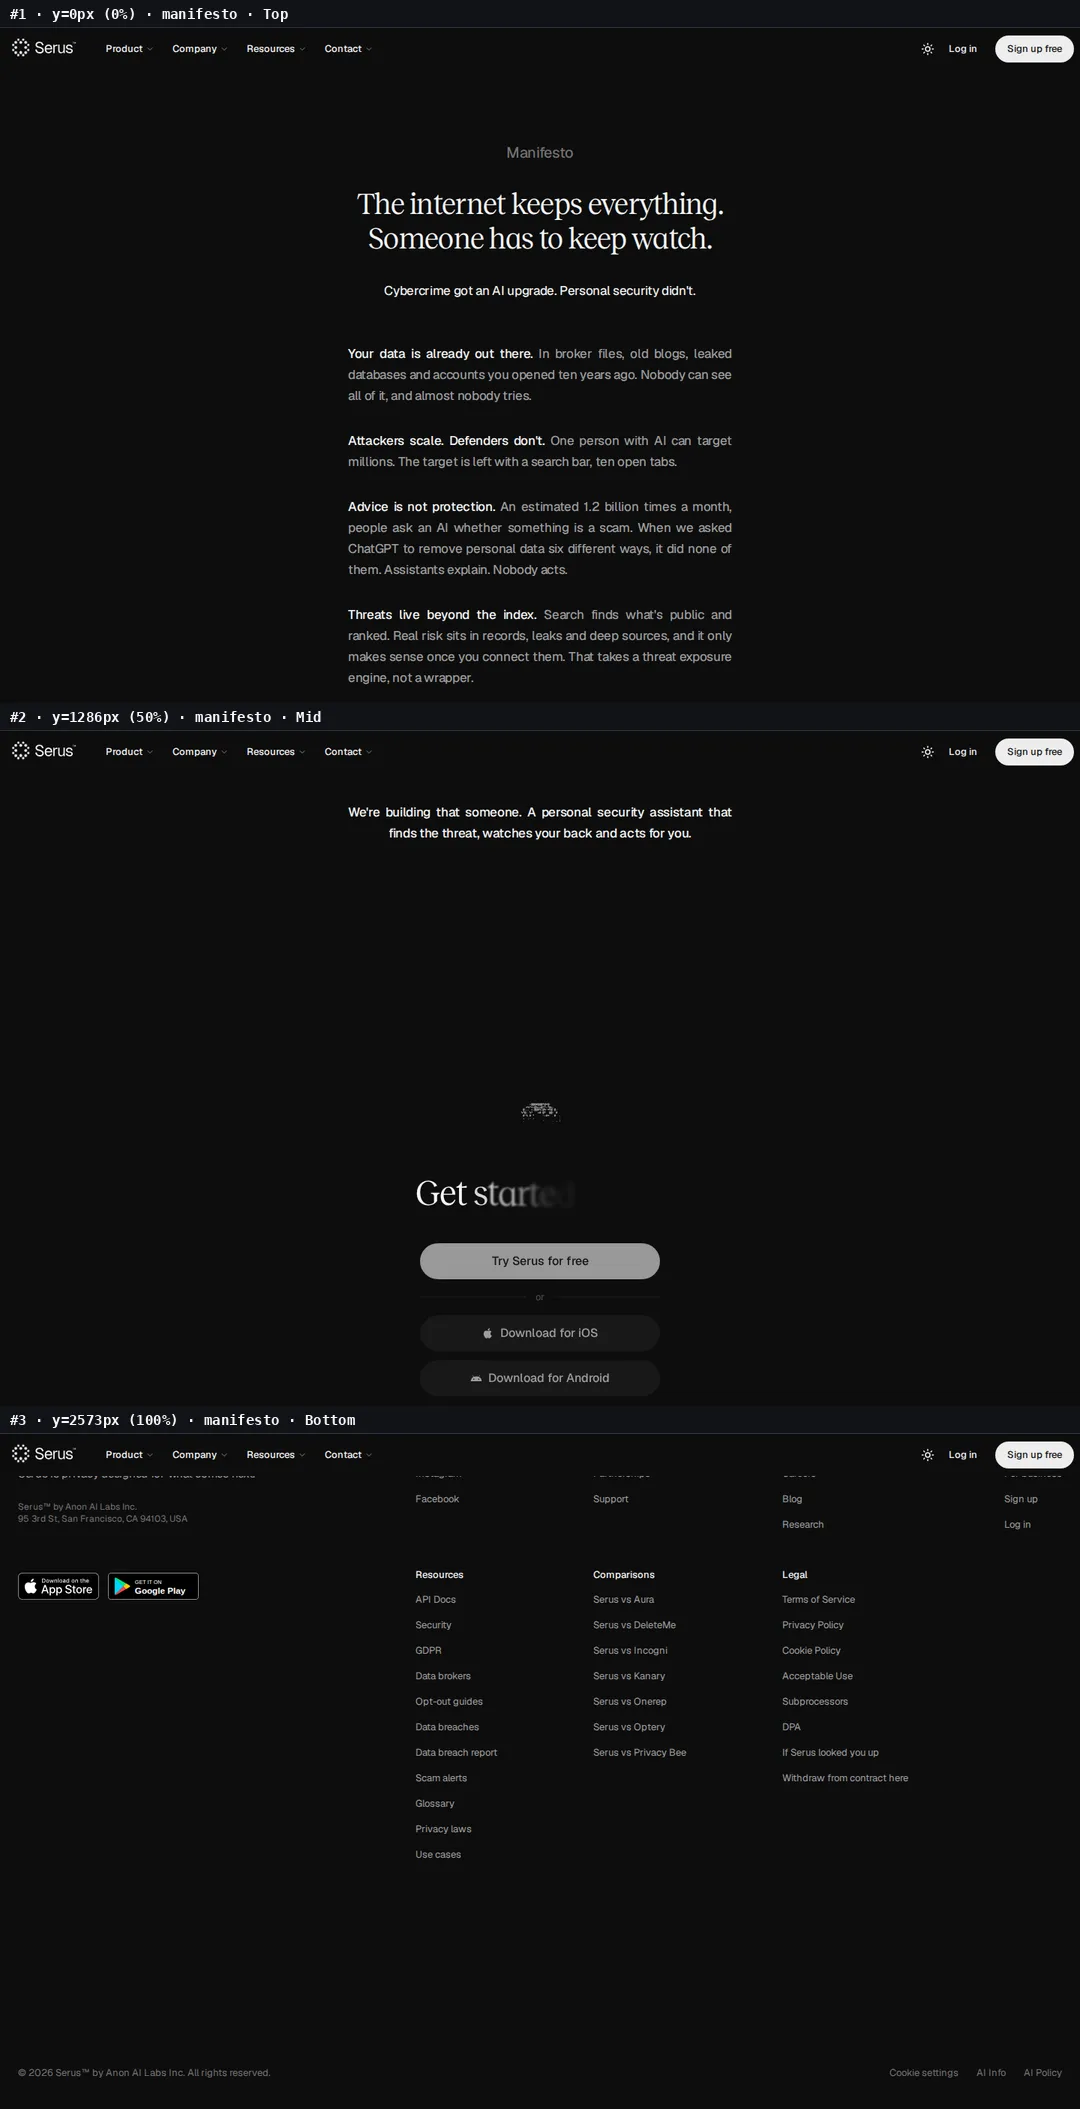 #1 · y=0px (0%) · manifesto · Top
Serus™
Product
Company
Resources
Contact
Log in
Sign up free
Manifesto
The internet keeps everything.
Someone has to keep watch.
Cybercrime got an AI upgrade. Personal security didn't.
Your data is already out there. In broker files, old blogs, leaked
databases and accounts you opened ten years ago. Nobody can see
all of it, and almost nobody tries.
Attackers scale. Defenders don't. One person with AI can target
millions. The target is left with a search bar, ten open tabs.
Advice is not protection. An estimated 1.2 billion times a month,
people ask an AI whether something is a scam. When we asked
ChatGPT to remove personal data six different ways, it did none of
them. Assistants explain. Nobody acts.
Threats live beyond the index. Search finds what's public and
ranked. Real risk sits in records, leaks and deep sources, and it only
makes sense once you connect them. That takes a threat exposure
engine, not a wrapper.
#2 · y=1286px (50%) · manifesto · Mid
Serus™
Product
Company
Resources
Contact
Log in
Sign up free
We're building that someone. A personal security assistant that
finds the threat, watches your back and acts for you.
Get started
Try Serus for free
or
Download for iOS
Download for Android
#3 · y=2573px (100%) · manifesto · Bottom
Serus™
Product
Company
Resources
Contact
Log in
Sign up free
Serus™ by Anon AI Labs Inc.
95 3rd St, San Francisco, CA 94103, USA
Download on the
App Store
GET IT ON
Google Play
Facebook
Support
Blog
Research
Sign up
Log in
Resources
API Docs
Security
GDPR
Data brokers
Opt-out guides
Data breaches
Data breach report
Scam alerts
Glossary
Privacy laws
Use cases
Comparisons
Serus vs Aura
Serus vs DeleteMe
Serus vs Incogni
Serus vs Kanary
Serus vs Onerep
Serus vs Optery
Serus vs Privacy Bee
Legal
Terms of Service
Privacy Policy
Cookie Policy
Acceptable Use
Subprocessors
DPA
If Serus looked you up
Withdraw from contract here
© 2026 Serus™ by Anon AI Labs Inc. All rights reserved.
Cookie settings
AI Info
AI Policy